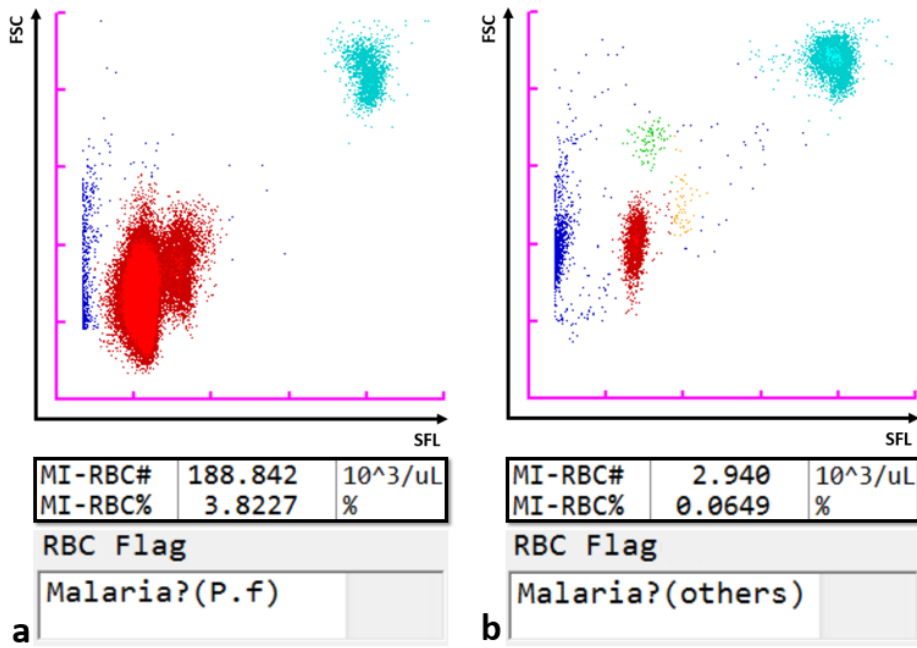 FSC
SFL
MI-RBC# 188.842 10^3/uL
MI-RBC% 3.8227 %
RBC Flag
Malaria?(P.f)
a
FSC
SFL
MI-RBC# 2.940 10^3/uL
MI-RBC% 0.0649 %
RBC Flag
Malaria?(others)
b